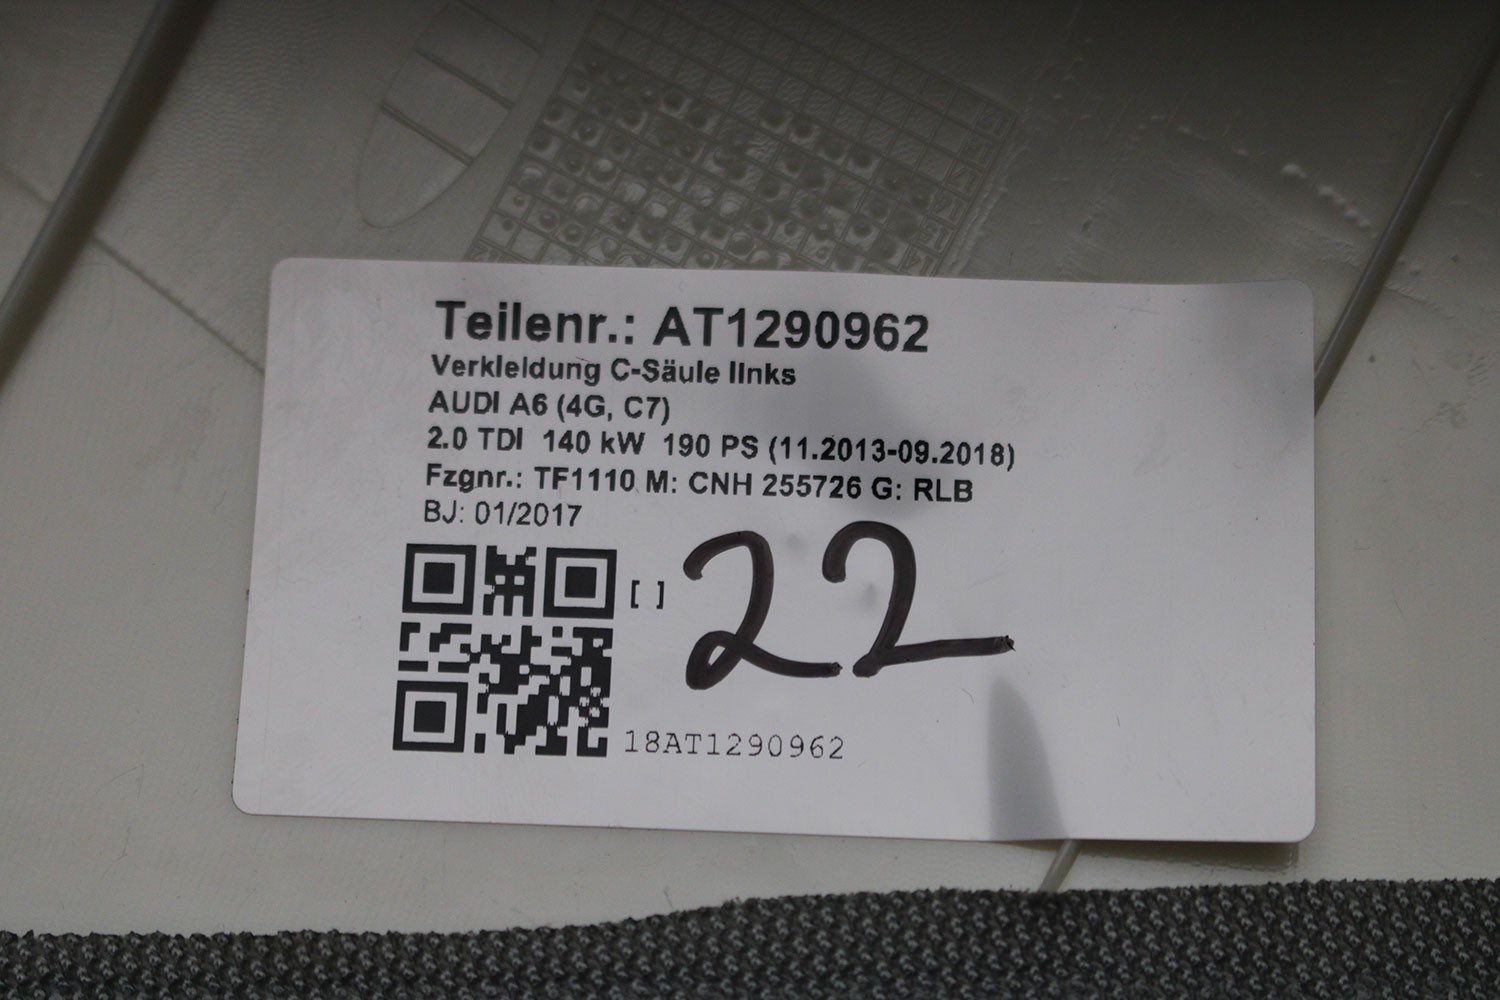 Teilenr.: AT1290962
Verkleidung C-Säule links
AUDI A6 (4G, C7)
2.0 TDI 140 kW 190 PS (11.2013-09.2018)
Fzgnr.: TF1110 M: CNH 255726 G: RLB
BJ: 01/2017
[ ] 22
18AT1290962